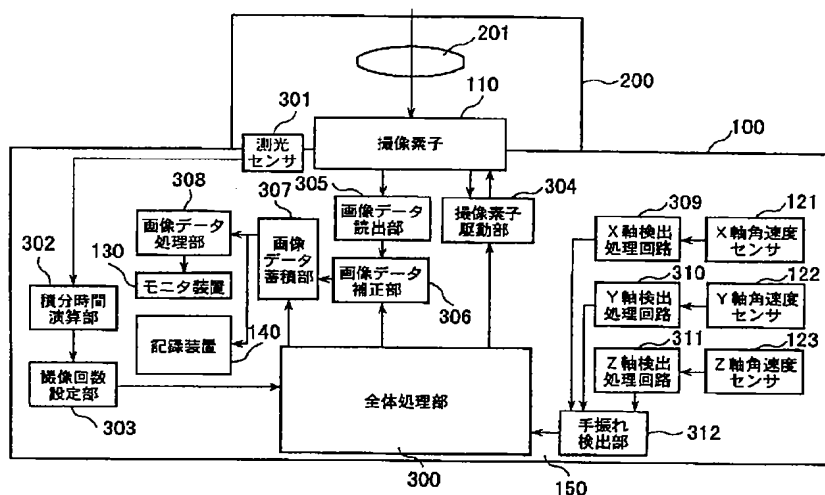 201
200
110
301
測光
センサ
撮像素子
100
305
304
308
307
画像データ
読出部
撮像素子
駆動部
309
121
画像データ
処理部
X軸検出
処理回路
X軸角速度
センサ
302
130
画像
データ
蓄積部
310
122
モニタ装置
画像データ
補正部
306
Y軸検出
処理回路
Y軸角速度
センサ
積分時間
演算部
140
311
123
記録装置
Z軸検出
処理回路
Z軸角速度
センサ
撮像回数
設定部
全体処理部
303
手振れ
検出部
312
300
150